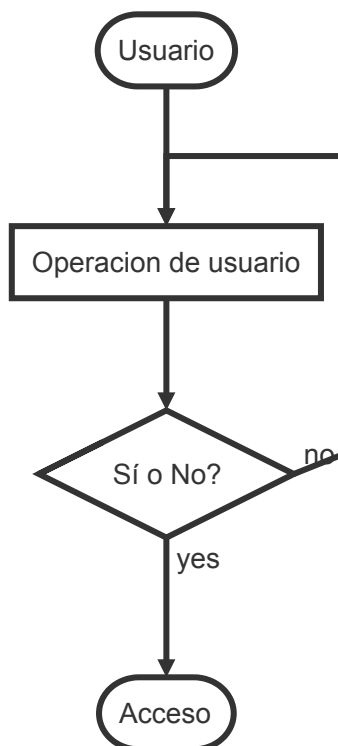 Usuario
Operacion de usuario
Sí o No?
no
yes
Acceso